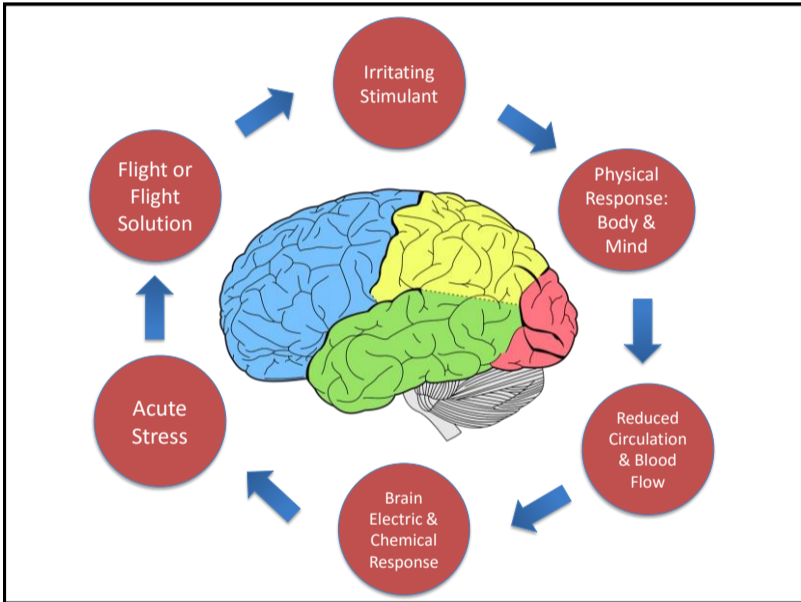 Irritating
Stimulant
Physical
Response:
Body &
Mind
Reduced
Circulation
& Blood
Flow
Brain
Electric &
Chemical
Response
Acute
Stress
Flight or
Flight
Solution